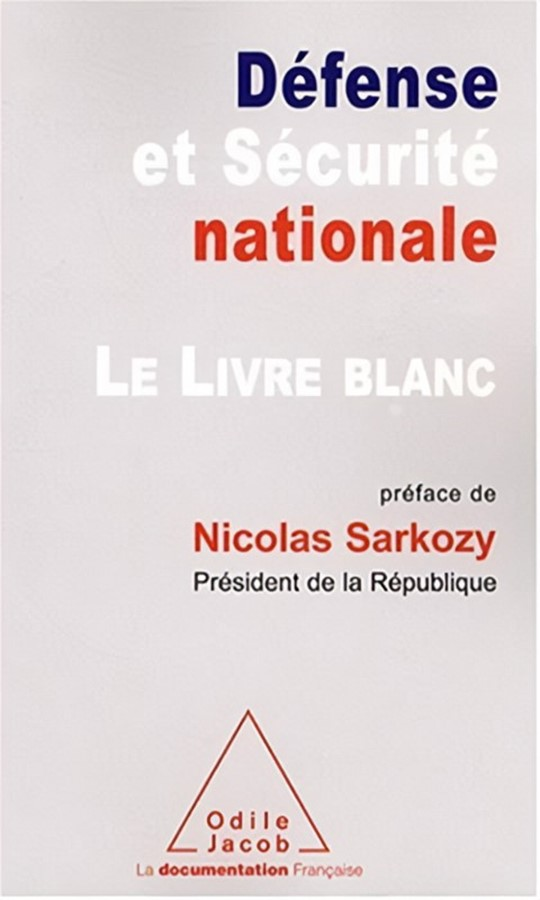 Défense
et Sécurité
nationale
LE LIVRE BLANC
préface de
Nicolas Sarkozy
Président de la République
Odile
Jacob
La documentation Française